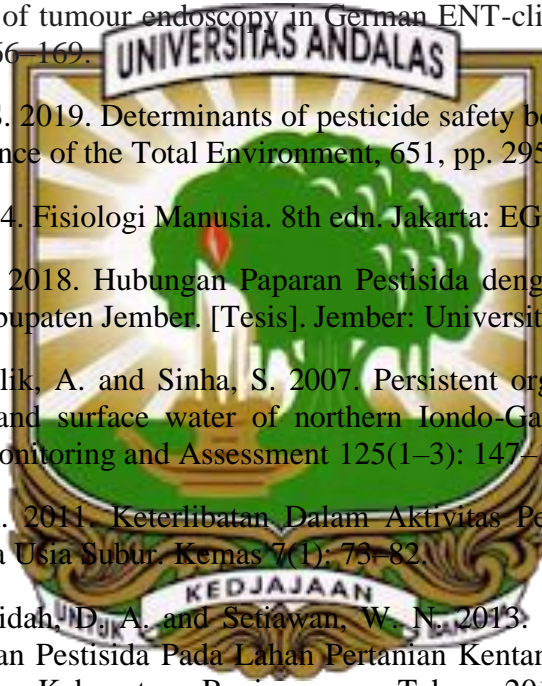 of tumour endoscopy in German ENT-cli
56–169.
UNIVERSITAS ANDALAS
S. 2019. Determinants of pesticide safety be
nce of the Total Environment, 651, pp. 295
4. Fisiologi Manusia. 8th edn. Jakarta: EG
2018. Hubungan Paparan Pestisida deng
bupaten Jember. [Tesis]. Jember: Universit
lik, A. and Sinha, S. 2007. Persistent org
and surface water of northern Iondo-Ga
onitoring and Assessment 125(1–3): 147–
2011. Keterlibatan Dalam Aktivitas Pe
a Usia Subur. Kemas 7(1): 73–82.
KEDJAJAAN
UNTUK BANGSA
idah, D. A. and Setiawan, W. N. 2013.
an Pestisida Pada Lahan Pertanian Kentan